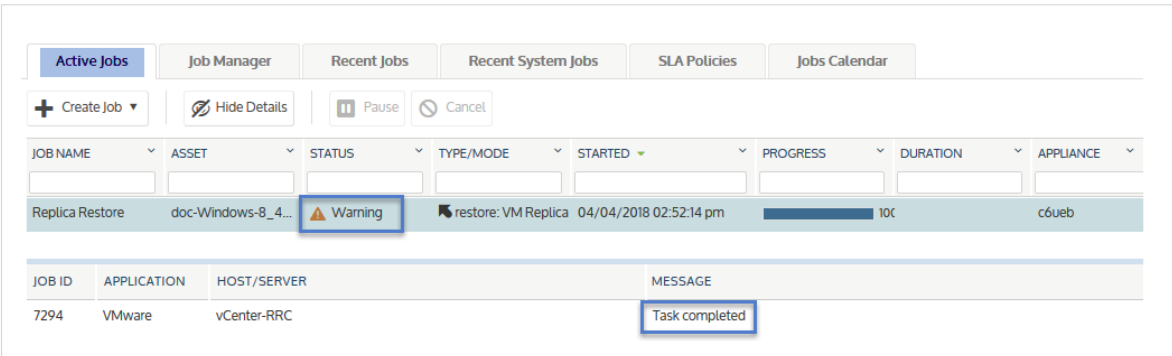 Active Jobs Job Manager Recent Jobs Recent System Jobs SLA Policies Jobs Calendar
Create Job Hide Details Pause Cancel
JOB NAME ASSET STATUS TYPE/MODE STARTED PROGRESS DURATION APPLIANCE
Replica Restore doc-Windows-8_4... Warning restore: VM Replica 04/04/2018 02:52:14 pm 100 c6ueb
JOB ID APPLICATION HOST/SERVER MESSAGE
7294 VMware vCenter-RRC Task completed